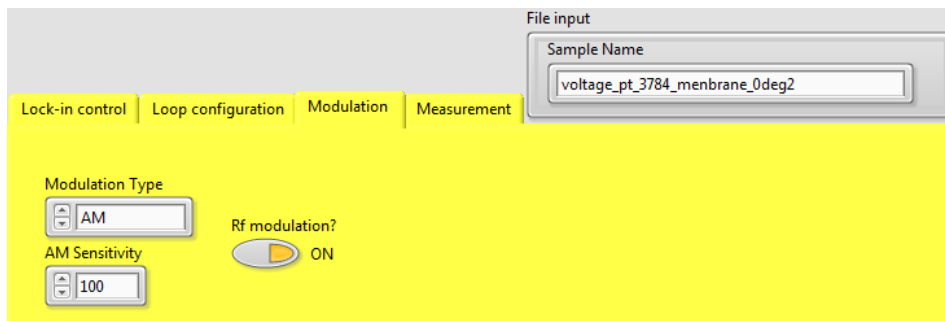 File input
Sample Name
voltage_pt_3784_menbrane_0deg2
Lock-in control Loop configuration Modulation Measurement
Modulation Type
AM
Rf modulation?
ON
AM Sensitivity
100